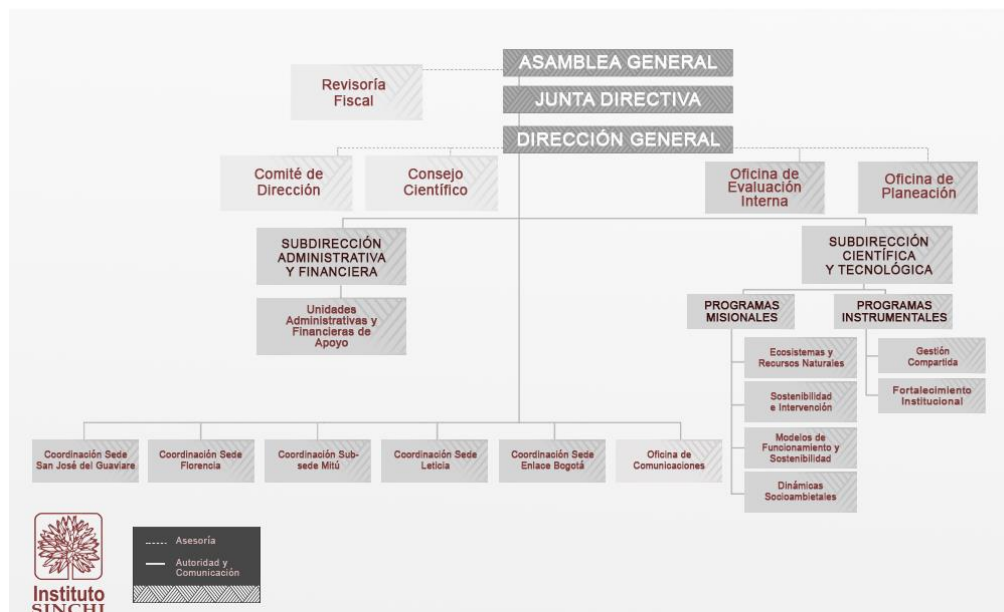 ASAMBLEA GENERAL
Revisoría
Fiscal
JUNTA DIRECTIVA
DIRECCIÓN GENERAL
Comité de
Dirección
Consejo
Científico
Oficina de
Evaluación
Interna
Oficina de
Planeación
SUBDIRECCIÓN
ADMINISTRATIVA
Y FINANCIERA
SUBDIRECCIÓN
CIENTÍFICA
Y TECNOLÓGICA
Unidades
Administrativas y
Financieras de
Apoyo
PROGRAMAS
MISIONALES
PROGRAMAS
INSTRUMENTALES
Ecosistemas y
Recursos Naturales
Gestión
Compartida
Sostenibilidad
e Intervención
Fortalecimiento
Institucional
Modelos de
Funcionamiento y
Sostenibilidad
Dinámicas
Socioambietales
Coordinación Sede
San José del Guaviare
Coordinación Sede
Florencia
Coordinación Sub-
sede Mitú
Coordinación Sede
Leticia
Coordinación Sede
Enlace Bogotá
Oficina de
Comunicaciones
Asesoría
Autoridad y
Comunicación
Instituto
SINCHI